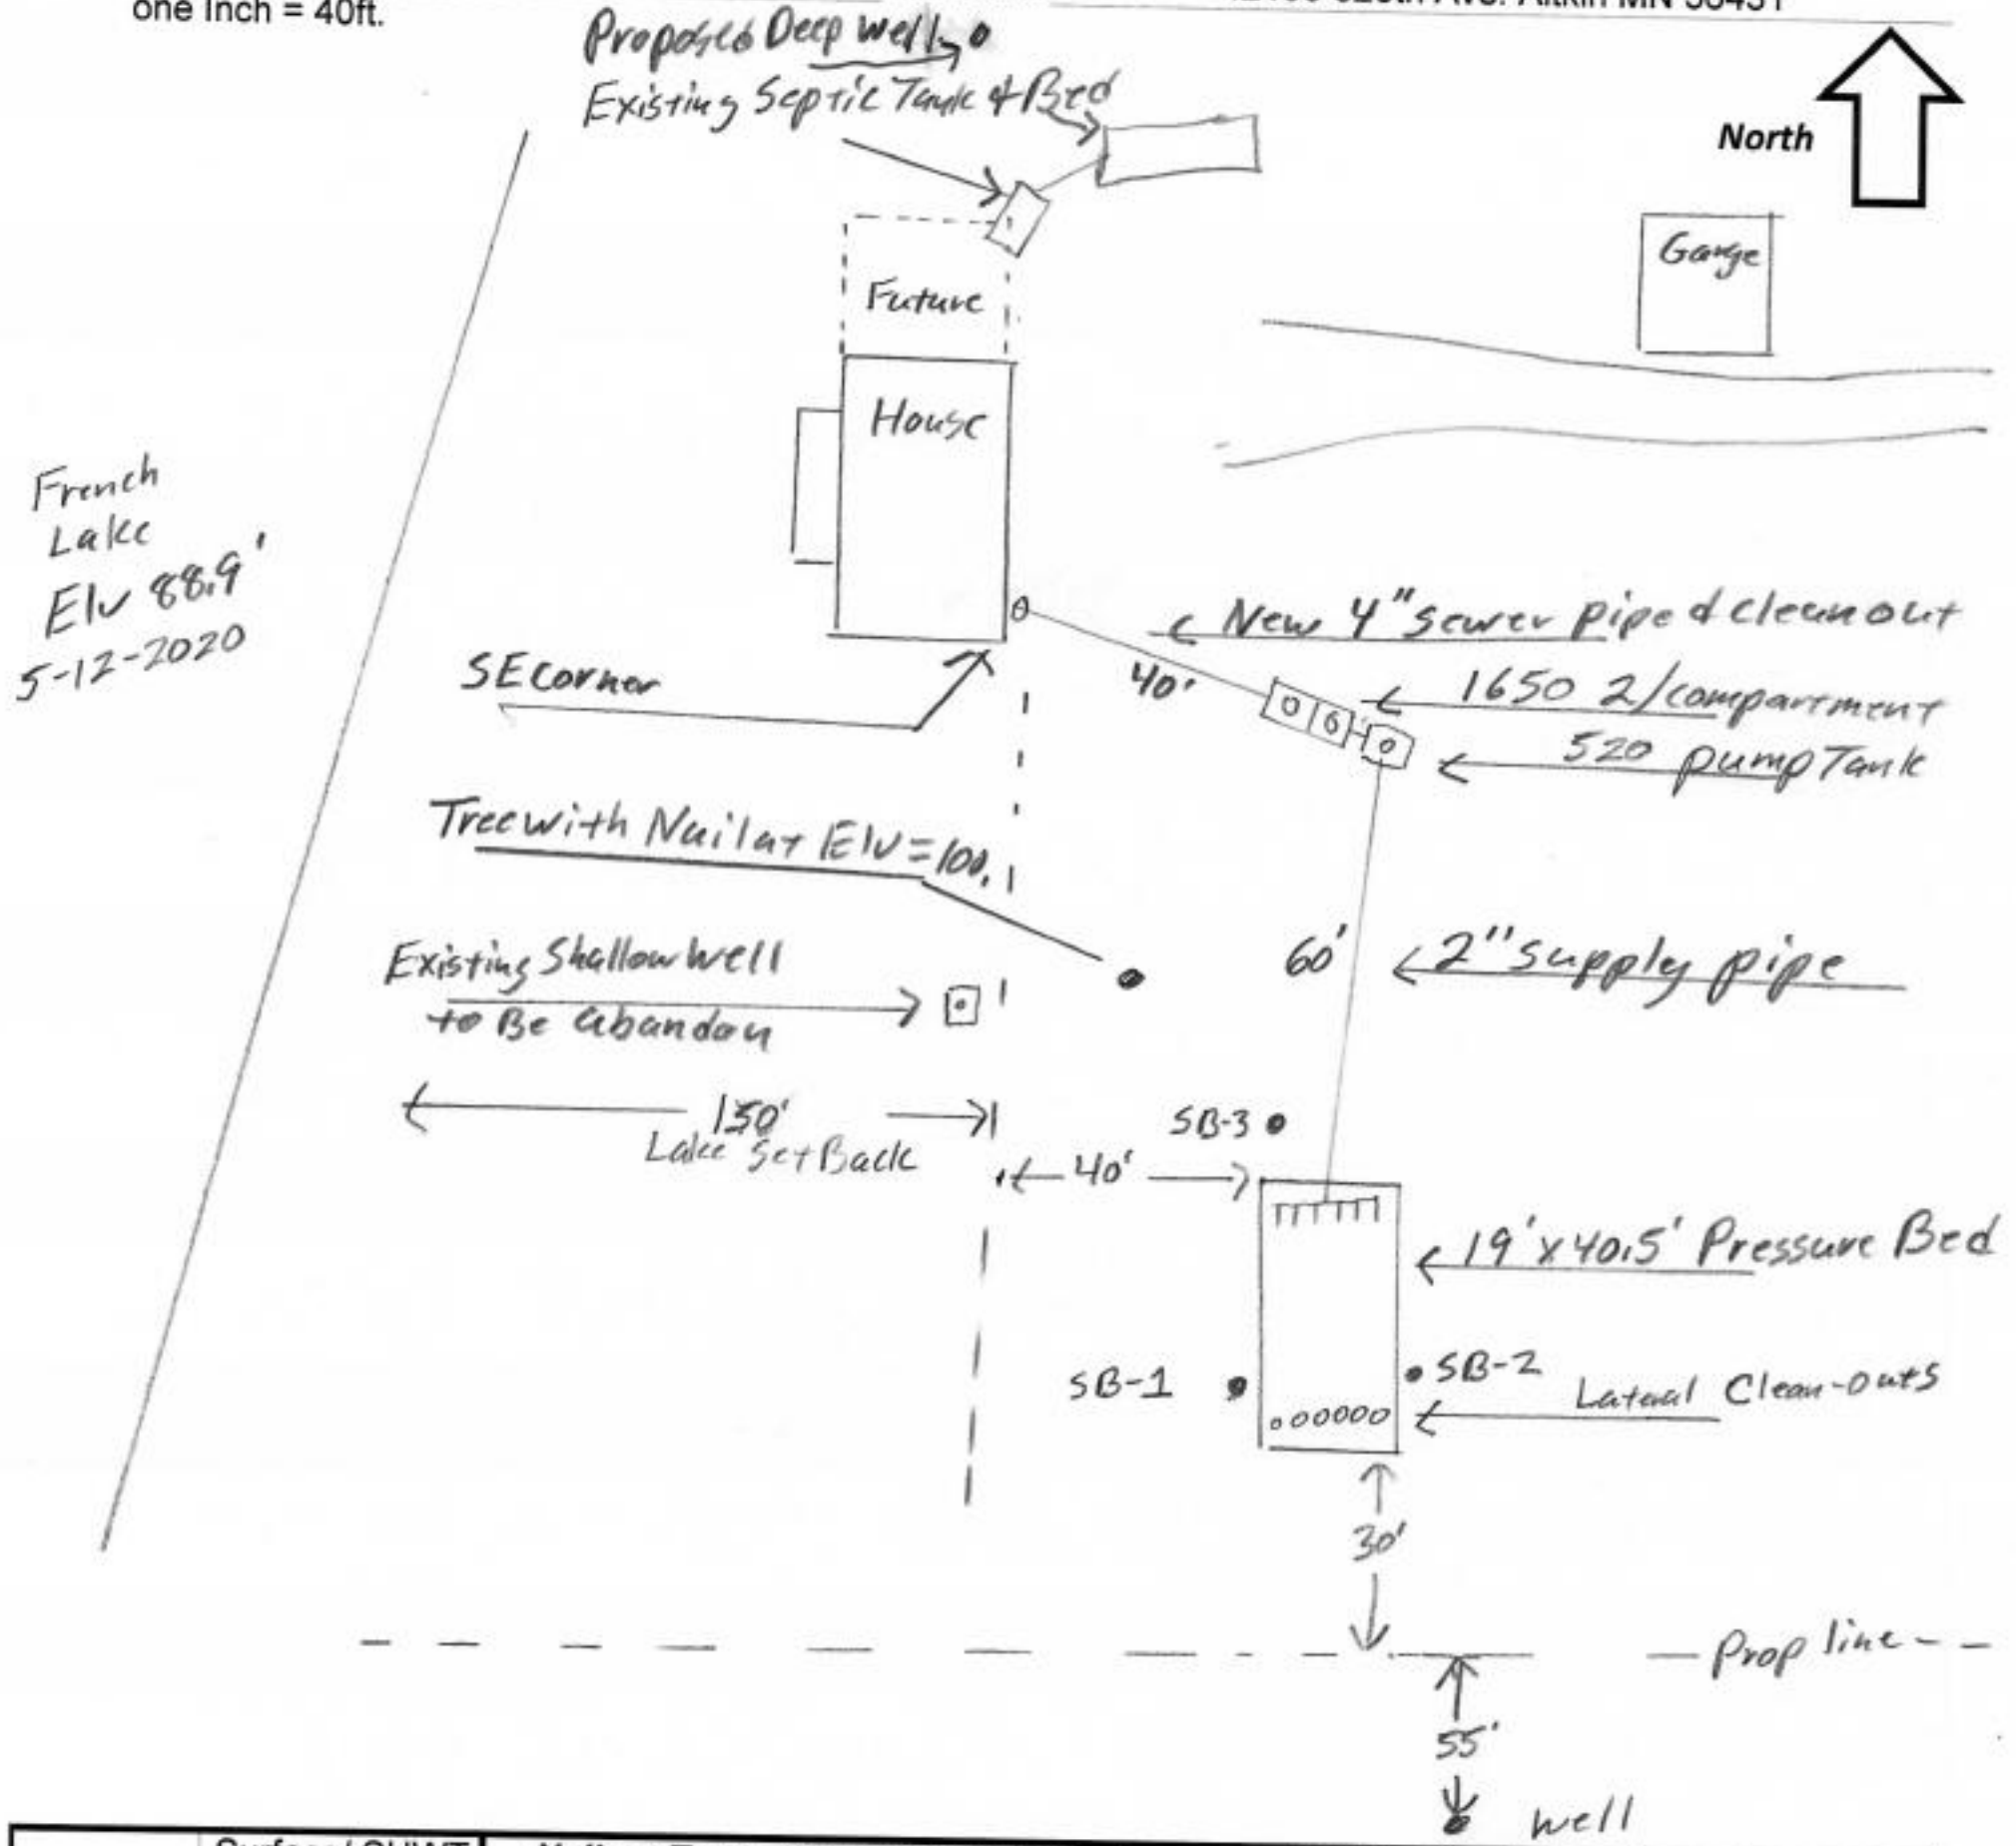 one Inch = 40ft.
Proposed Deep well
Existing Septic Tank & Bed
North
Garge
Future
House
French
Lake
Elv 88.9'
5-12-2020
New 4" sewer pipe & cleanout
SE corner
40'
1650 2/compartment
520 pump Tank
Tree with Nail at Elv = 100.
Existing Shallow well
to Be abandon
60'
2" supply pipe
150'
Lake Set Back
SB-3
40'
19' x 40.5' Pressure Bed
SB-1
SB-2
Clean-outs
30'
Prop line
55'
well